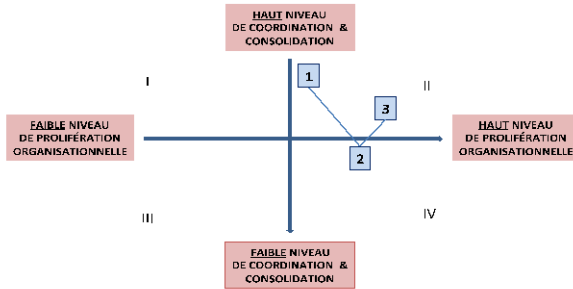 HAUT NIVEAU
DE COORDINATION &
CONSOLIDATION
I
1
II
3
FAIBLE NIVEAU
DE PROLIFÉRATION
ORGANISATIONNELLE
HAUT NIVEAU
DE PROLIFÉRATION
ORGANISATIONNELLE
2
III
IV
FAIBLE NIVEAU
DE COORDINATION &
CONSOLIDATION